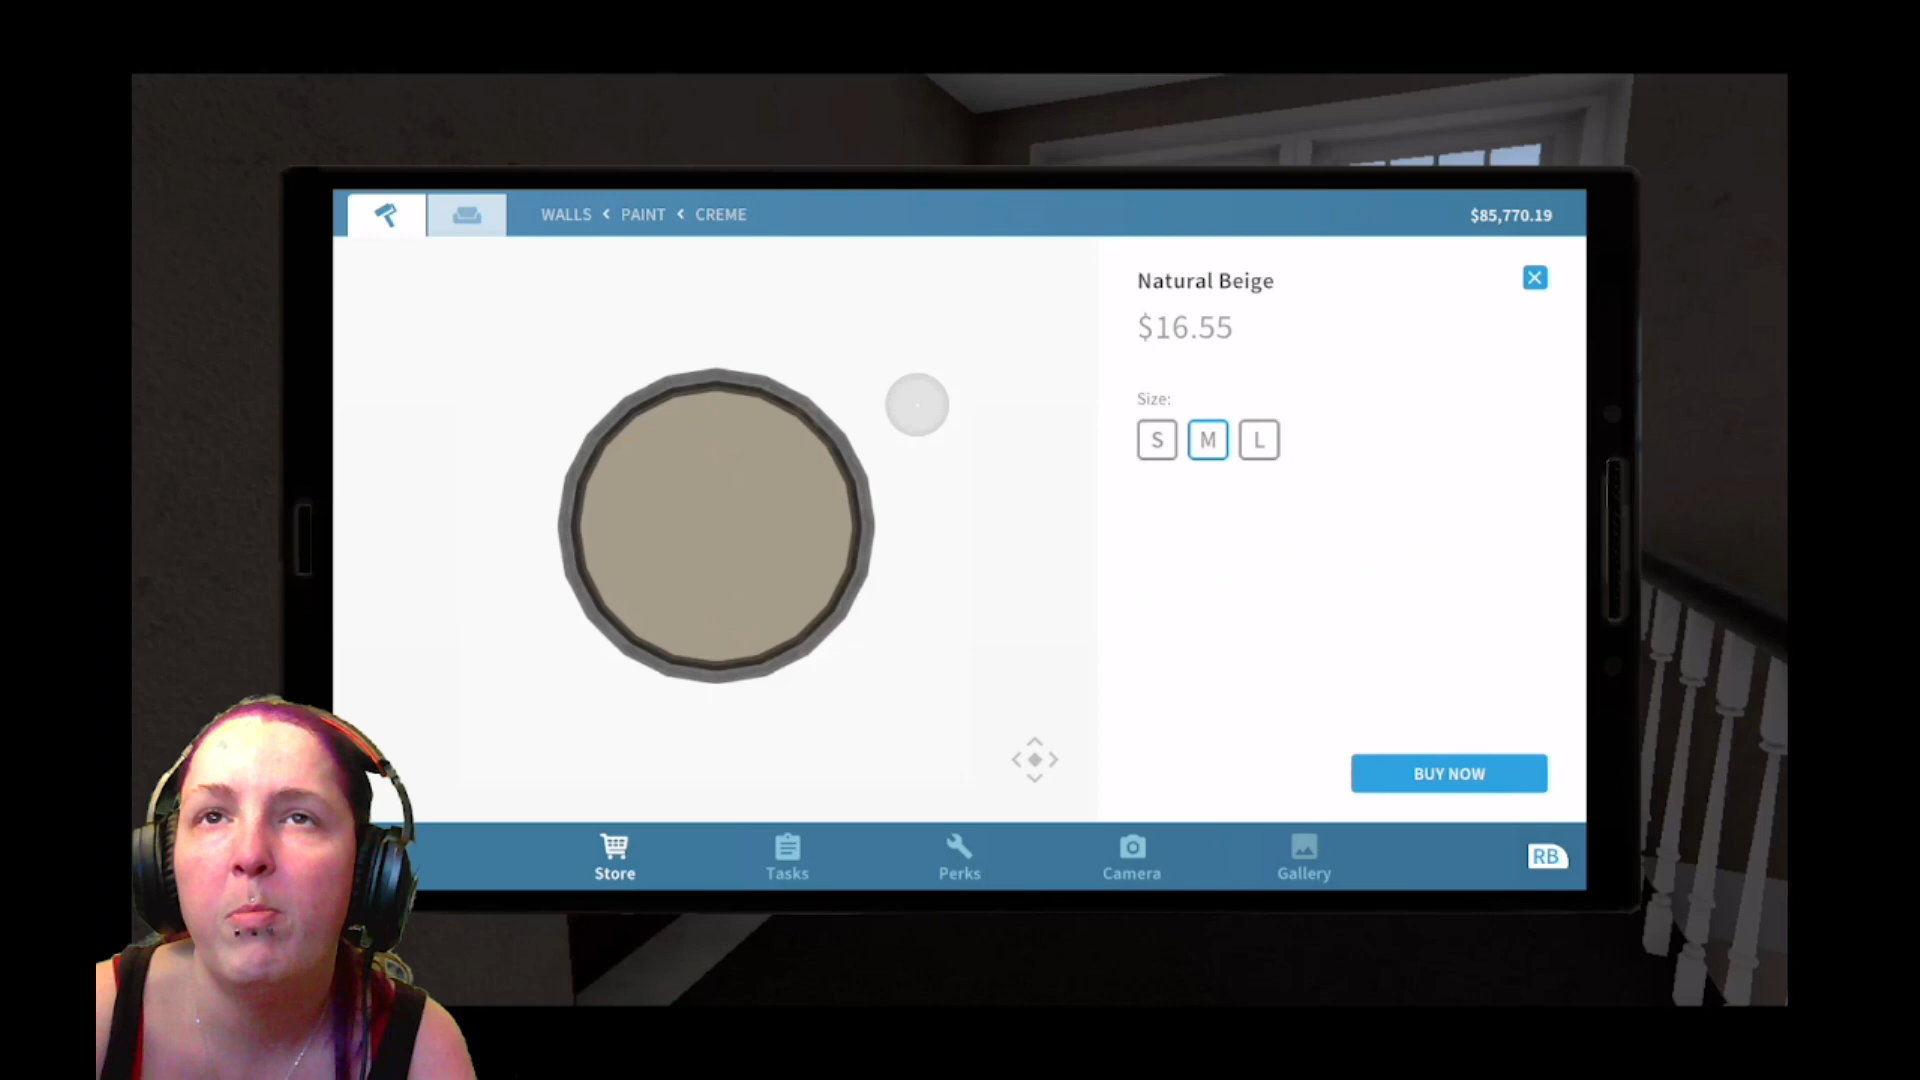 WALLS < PAINT < CREME
$85,770.19
Natural Beige
$16.55
Size:
S M L
BUY NOW
Store Tasks Perks Camera Gallery
RB